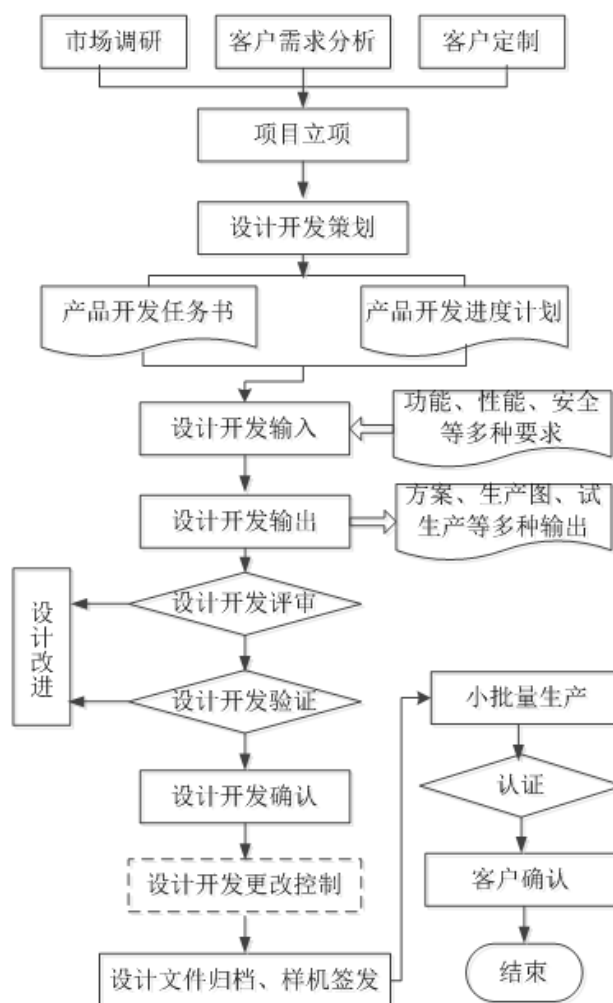 市场调研
客户需求分析
客户定制
项目立项
设计开发策划
产品开发任务书
产品开发进度计划
设计开发输入
功能、性能、安全
等多种要求
设计开发输出
方案、生产图、试
生产等多种输出
设计开发评审
设计改进
设计开发验证
设计开发确认
设计开发更改控制
设计文件归档、样机签发
小批量生产
认证
客户确认
结束